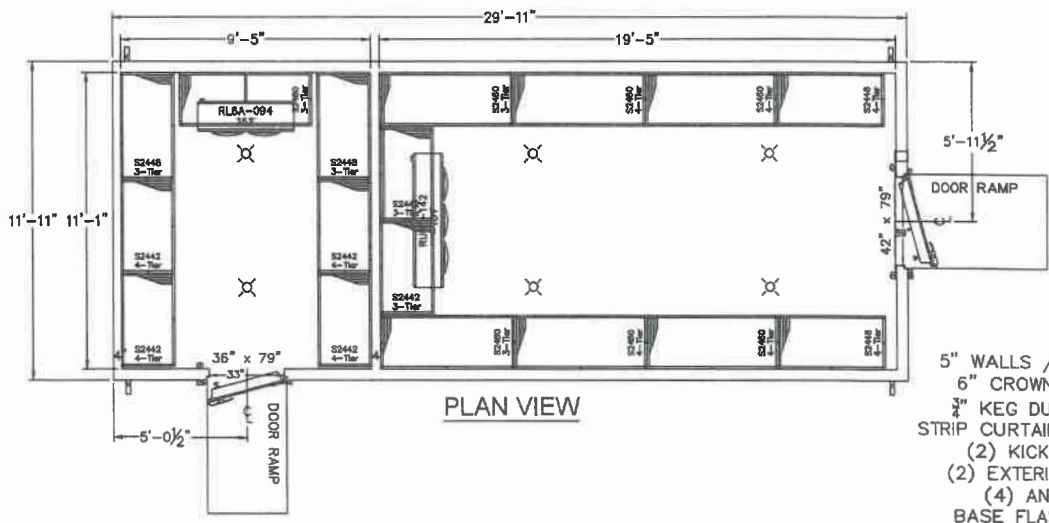 29'-11"
9'-5"
19'-5"
RL6A-094
S2460
3-Tier
S2460
3-Tier
S2460
4-Tier
S2460
4-Tier
S2448
4-Tier
5'-11½"
S2448
3-Tier
S2448
3-Tier
DOOR RAMP
11'-11"
11'-1"
S2442
3-Tier
42" x 79"
S2442
4-Tier
S2442
4-Tier
S2442
3-Tier
S2442
4-Tier
S2442
4-Tier
S2460
3-Tier
S2460
4-Tier
S2460
4-Tier
S2448
4-Tier
4"
36" x 79"
33"
5" WALLS /
6" CROWN
¾" KEG DU
STRIP CURTAI
(2) KICK
(2) EXTERI
(4) AN
BASE FLA
PLAN VIEW
5'-0½"
DOOR RAMP